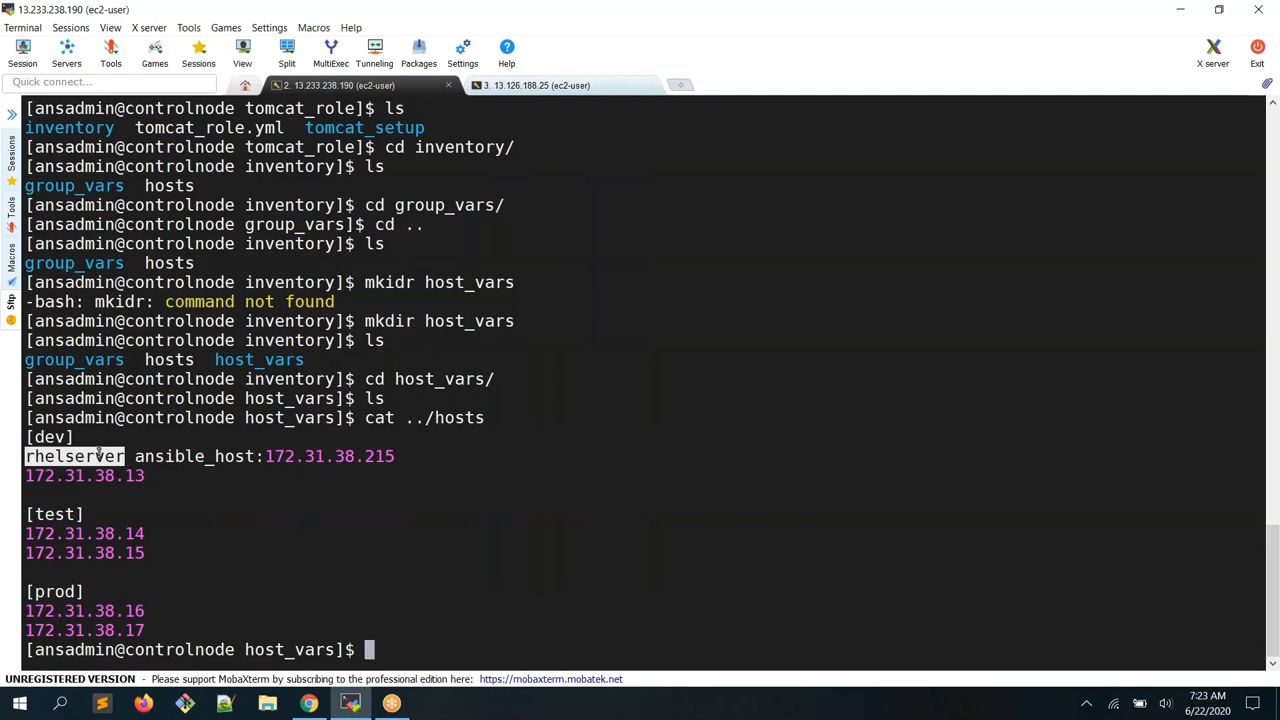 13.233.238.190 (ec2-user)
Terminal Sessions View X server Tools Games Settings Macros Help
Session Servers Tools Games Sessions View Split MultiExec Tunneling Packages Settings Help X server Exit
Quick connect...
2. 13.233.238.190 (ec2-user)
3. 13.126.188.25 (ec2-user)
Sessions
Tools
Macros
Sftp
[ansadmin@controlnode tomcat_role]$ ls
inventory tomcat_role.yml tomcat_setup
[ansadmin@controlnode tomcat_role]$ cd inventory/
[ansadmin@controlnode inventory]$ ls
group_vars hosts
[ansadmin@controlnode inventory]$ cd group_vars/
[ansadmin@controlnode group_vars]$ cd ..
[ansadmin@controlnode inventory]$ ls
group_vars hosts
[ansadmin@controlnode inventory]$ mkidr host_vars
-bash: mkidr: command not found
[ansadmin@controlnode inventory]$ mkdir host_vars
[ansadmin@controlnode inventory]$ ls
group_vars hosts host_vars
[ansadmin@controlnode inventory]$ cd host_vars/
[ansadmin@controlnode host_vars]$ ls
[ansadmin@controlnode host_vars]$ cat ../hosts
[dev]
rhelserver ansible_host:172.31.38.215
172.31.38.13
[test]
172.31.38.14
172.31.38.15
[prod]
172.31.38.16
172.31.38.17
[ansadmin@controlnode host_vars]$
UNREGISTERED VERSION - Please support MobaXterm by subscribing to the professional edition here: https://mobaxterm.mobatek.net
7:23 AM
6/22/2020